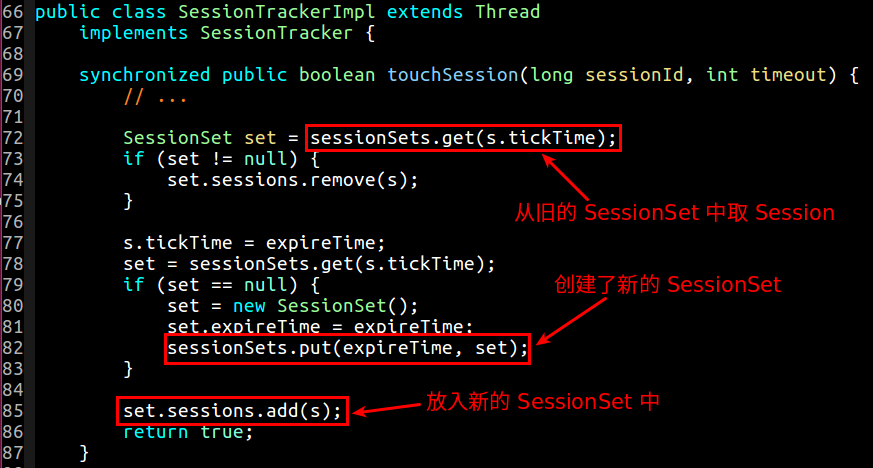 66 public class SessionTrackerImpl extends Thread
67     implements SessionTracker {
68
69     synchronized public boolean touchSession(long sessionId, int timeout) {
70         // ...
71
72         SessionSet set = sessionSets.get(s.tickTime);
73         if (set != null) {
74             set.sessions.remove(s);
75         }
从旧的 SessionSet 中取 Session
76
77         s.tickTime = expireTime;
78         set = sessionSets.get(s.tickTime);
79         if (set == null) {
创建了新的 SessionSet
80             set = new SessionSet();
81             set.expireTime = expireTime;
82             sessionSets.put(expireTime, set);
83         }
84
85         set.sessions.add(s);
放入新的 SessionSet 中
86         return true;
87     }